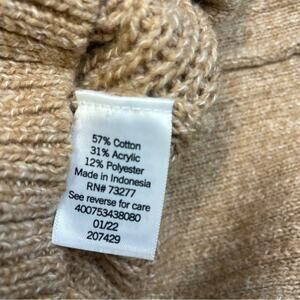 57% Cotton
31% Acrylic
12% Polyester
Made in Indonesia
RN# 73277
See reverse for care
400753438080
01/22
207429